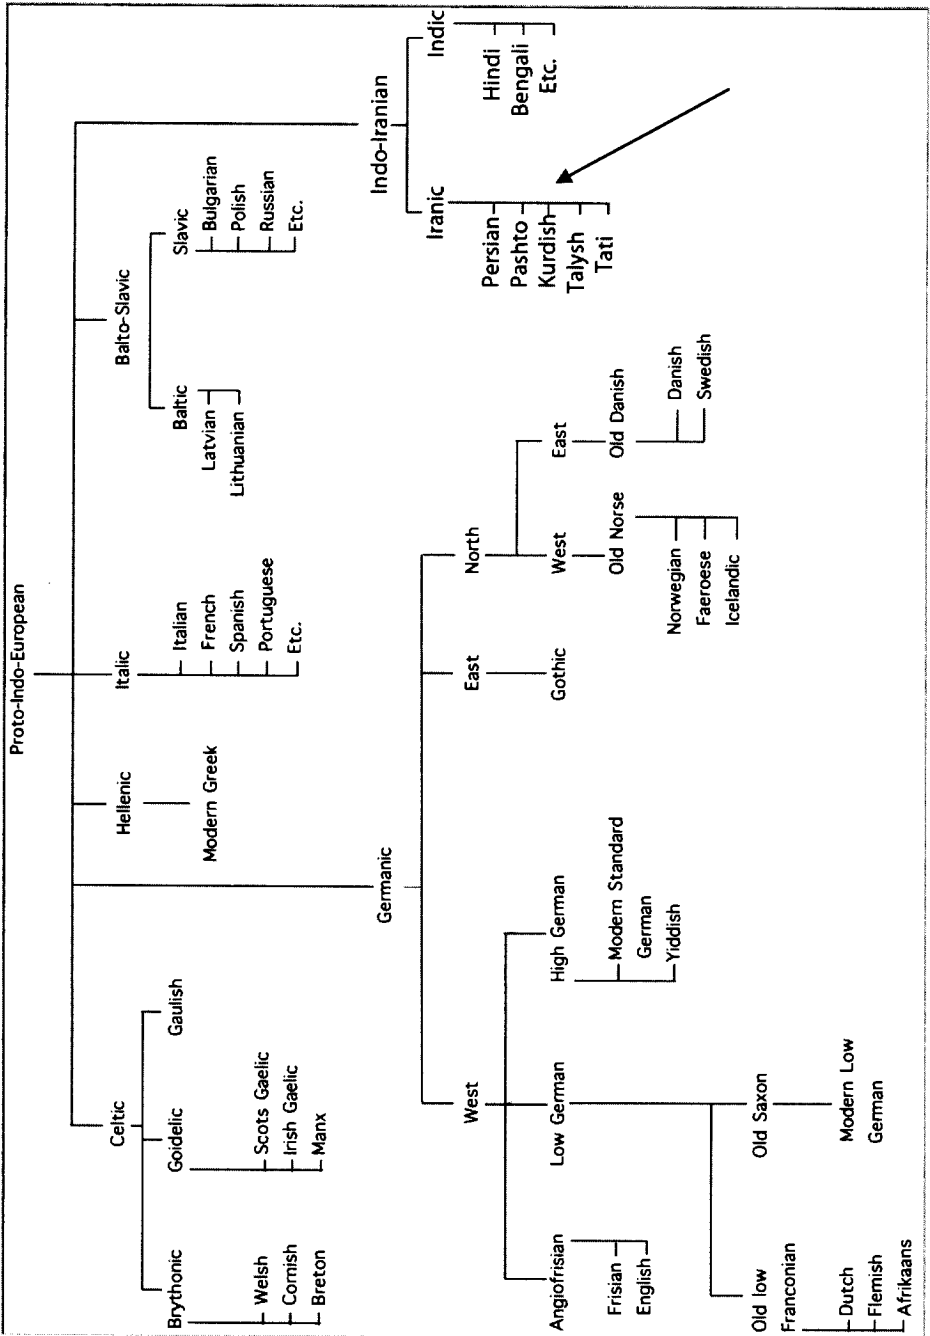 Proto-Indo-European
Celtic
Hellenic
Italic
Balto-Slavic
Brythonic
Goidelic
Gaulish
Welsh
Cornish
Breton
Scots Gaelic
Irish Gaelic
Manx
Modern Greek
Italian
French
Spanish
Portuguese
Etc.
Baltic
Slavic
Latvian
Lithuanian
Bulgarian
Polish
Russian
Etc.
Germanic
Indo-Iranian
Iranic
Indic
Persian
Pashto
Kurdish
Talysh
Tati
Hindi
Bengali
Etc.
West
East
North
Angiofrisian
Low German
High German
Gothic
West
East
Frisian
English
Modern Standard
German
Yiddish
Old Norse
Old Danish
Norwegian
Faeroese
Icelandic
Danish
Swedish
Old low
Franconian
Old Saxon
Dutch
Flemish
Afrikaans
Modern Low
German